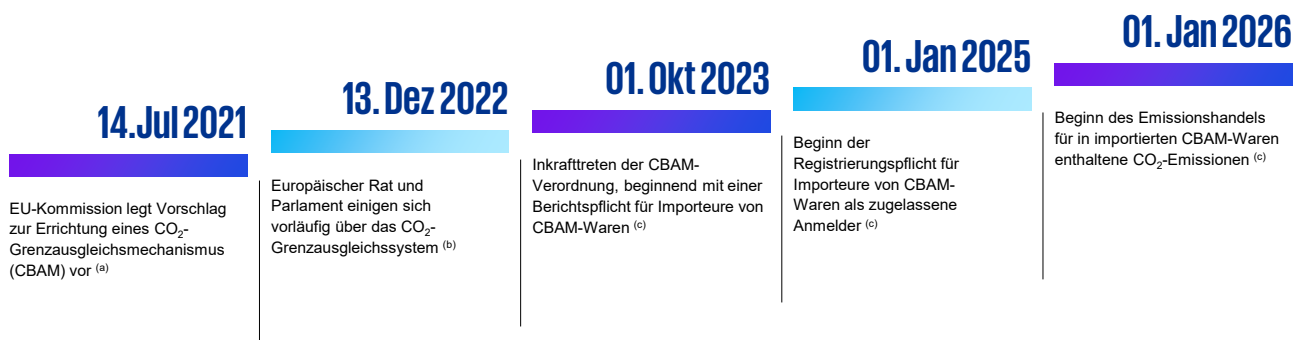 14. Jul 2021
EU-Kommission legt Vorschlag
zur Errichtung eines CO₂-
Grenzausgleichsmechanismus
(CBAM) vor (a)
13. Dez 2022
Europäischer Rat und
Parlament einigen sich
vorläufig über das CO₂-
Grenzausgleichssystem (b)
01. Okt 2023
Inkrafttreten der CBAM-
Verordnung, beginnend mit einer
Berichtspflicht für Importeure von
CBAM-Waren (c)
01. Jan 2025
Beginn der
Registrierungspflicht für
Importeure von CBAM-
Waren als zugelassene
Anmelder (c)
01. Jan 2026
Beginn des Emissionshandels
für in importierten CBAM-Waren
enthaltene CO₂-Emissionen (c)